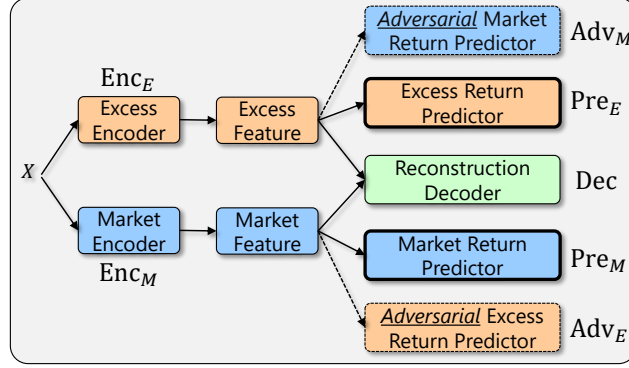 Adversarial Market
Return Predictor
Adv_M
Enc_E
Excess
Encoder
Excess
Feature
Excess Return
Predictor
Pre_E
X
Reconstruction
Decoder
Dec
Market
Encoder
Market
Feature
Enc_M
Market Return
Predictor
Pre_M
Adversarial Excess
Return Predictor
Adv_E